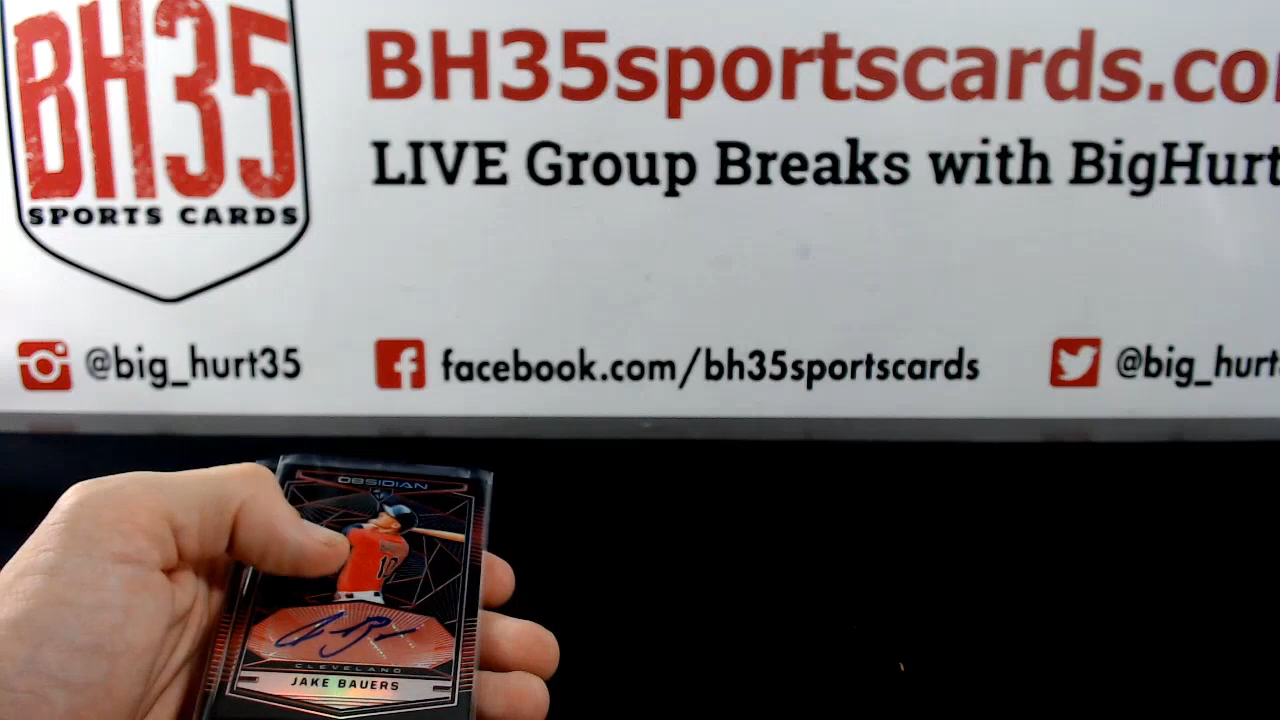 BH35
SPORTS CARDS
BH35sportscards.co
LIVE Group Breaks with BigHurt
@big_hurt35
facebook.com/bh35sportscards
@big_hurt
OBSIDIAN
10
CLEVELAND
JAKE BAUERS